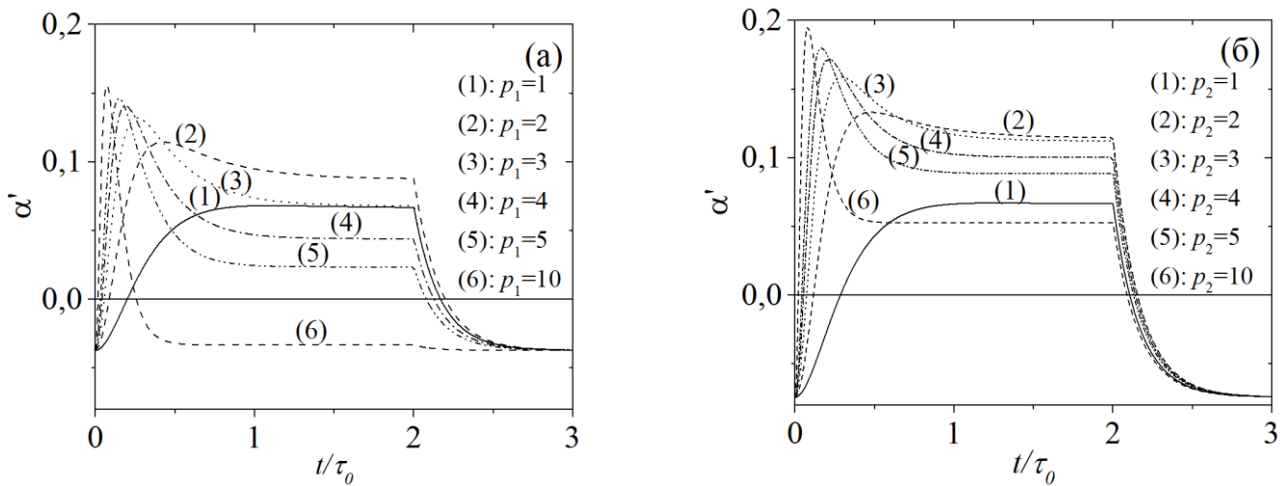 0,2
(а)
(1): p₁=1
(2)
(2): p₁=2
0,1
(3)
(3): p₁=3
α'
(1)
(4)
(4): p₁=4
(5)
(5): p₁=5
0,0
(6): p₁=10
(6)
0
1
2
3
t/τ₀
0,2
(б)
(3)
(1): p₂=1
(2)
(2): p₂=2
(4)
0,1
(5)
(3): p₂=3
α'
(6)
(1)
(4): p₂=4
(5): p₂=5
0,0
(6): p₂=10
0
1
2
3
t/τ₀